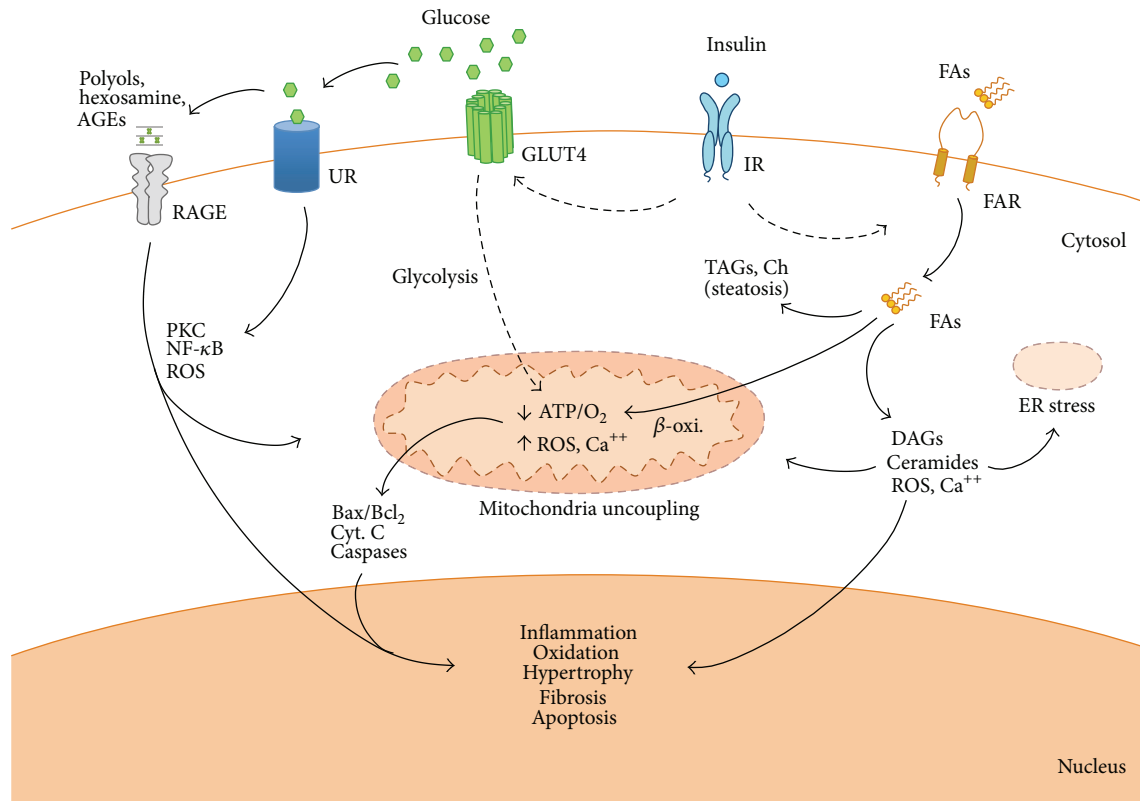 Glucose
Insulin
FAs
Polyols,
hexosamine,
AGEs
GLUT4
UR
IR
FAR
RAGE
Cytosol
Glycolysis
TAGs, Ch
(steatosis)
FAs
PKC
NF-κB
ROS
ER stress
↓ ATP/O₂
β-oxi.
↑ ROS, Ca⁺⁺
DAGs
Ceramides
ROS, Ca⁺⁺
Mitochondria uncoupling
Bax/Bcl₂
Cyt. C
Caspases
Inflammation
Oxidation
Hypertrophy
Fibrosis
Apoptosis
Nucleus